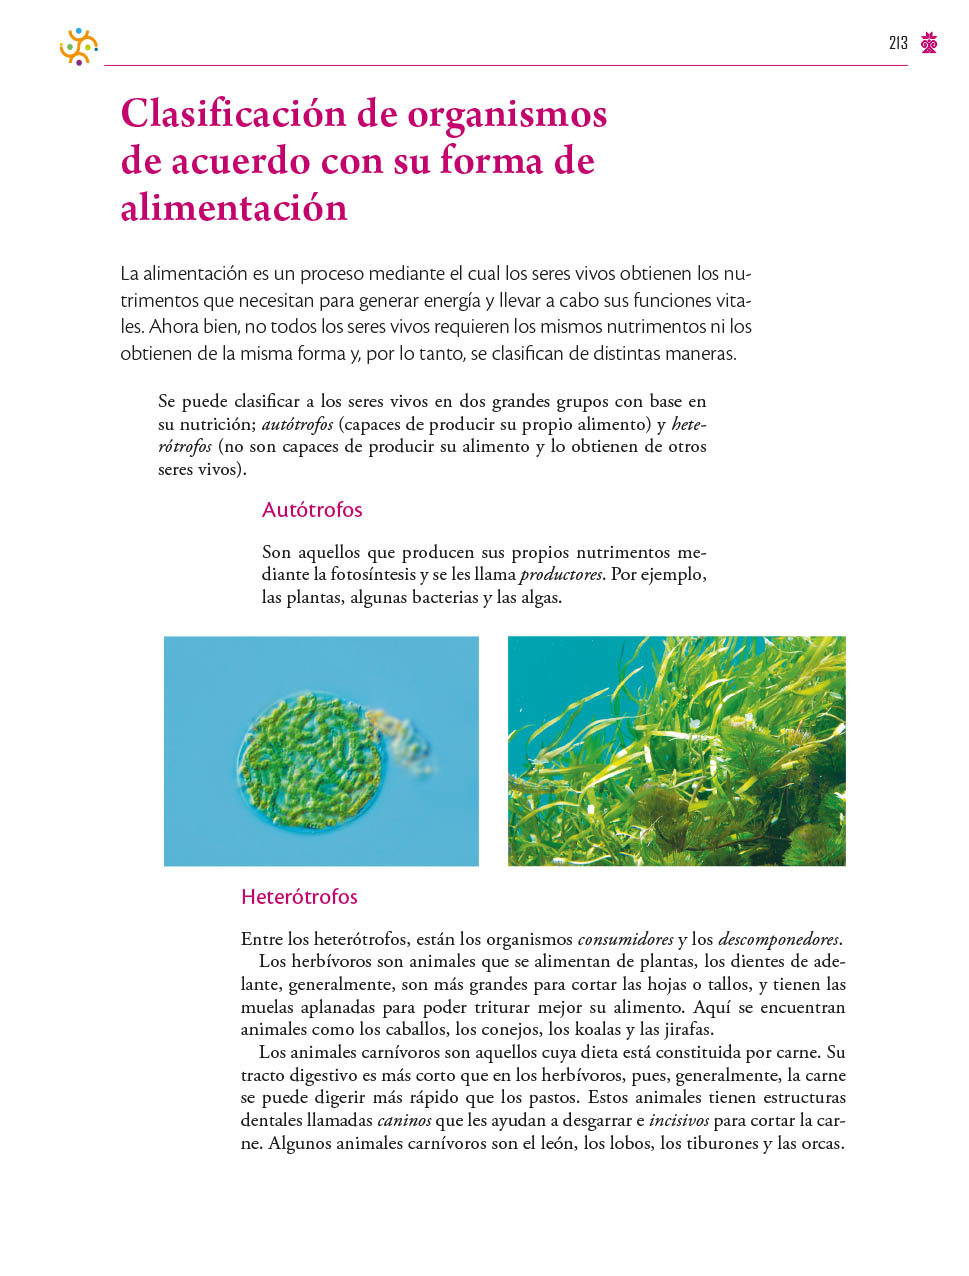 213
Clasificación de organismos
de acuerdo con su forma de
alimentación
La alimentación es un proceso mediante el cual los seres vivos obtienen los nu-
trimentos que necesitan para generar energía y llevar a cabo sus funciones vita-
les. Ahora bien, no todos los seres vivos requieren los mismos nutrimentos ni los
obtienen de la misma forma y, por lo tanto, se clasifican de distintas maneras.
Se puede clasificar a los seres vivos en dos grandes grupos con base en
su nutrición; autótrofos (capaces de producir su propio alimento) y hete-
rótrofos (no son capaces de producir su alimento y lo obtienen de otros
seres vivos).
Autótrofos
Son aquellos que producen sus propios nutrimentos me-
diante la fotosíntesis y se les llama productores. Por ejemplo,
las plantas, algunas bacterias y las algas.
Heterótrofos
Entre los heterótrofos, están los organismos consumidores y los descomponedores.
Los herbívoros son animales que se alimentan de plantas, los dientes de ade-
lante, generalmente, son más grandes para cortar las hojas o tallos, y tienen las
muelas aplanadas para poder triturar mejor su alimento. Aquí se encuentran
animales como los caballos, los conejos, los koalas y las jirafas.
Los animales carnívoros son aquellos cuya dieta está constituida por carne. Su
tracto digestivo es más corto que en los herbívoros, pues, generalmente, la carne
se puede digerir más rápido que los pastos. Estos animales tienen estructuras
dentales llamadas caninos que les ayudan a desgarrar e incisivos para cortar la car-
ne. Algunos animales carnívoros son el león, los lobos, los tiburones y las orcas.